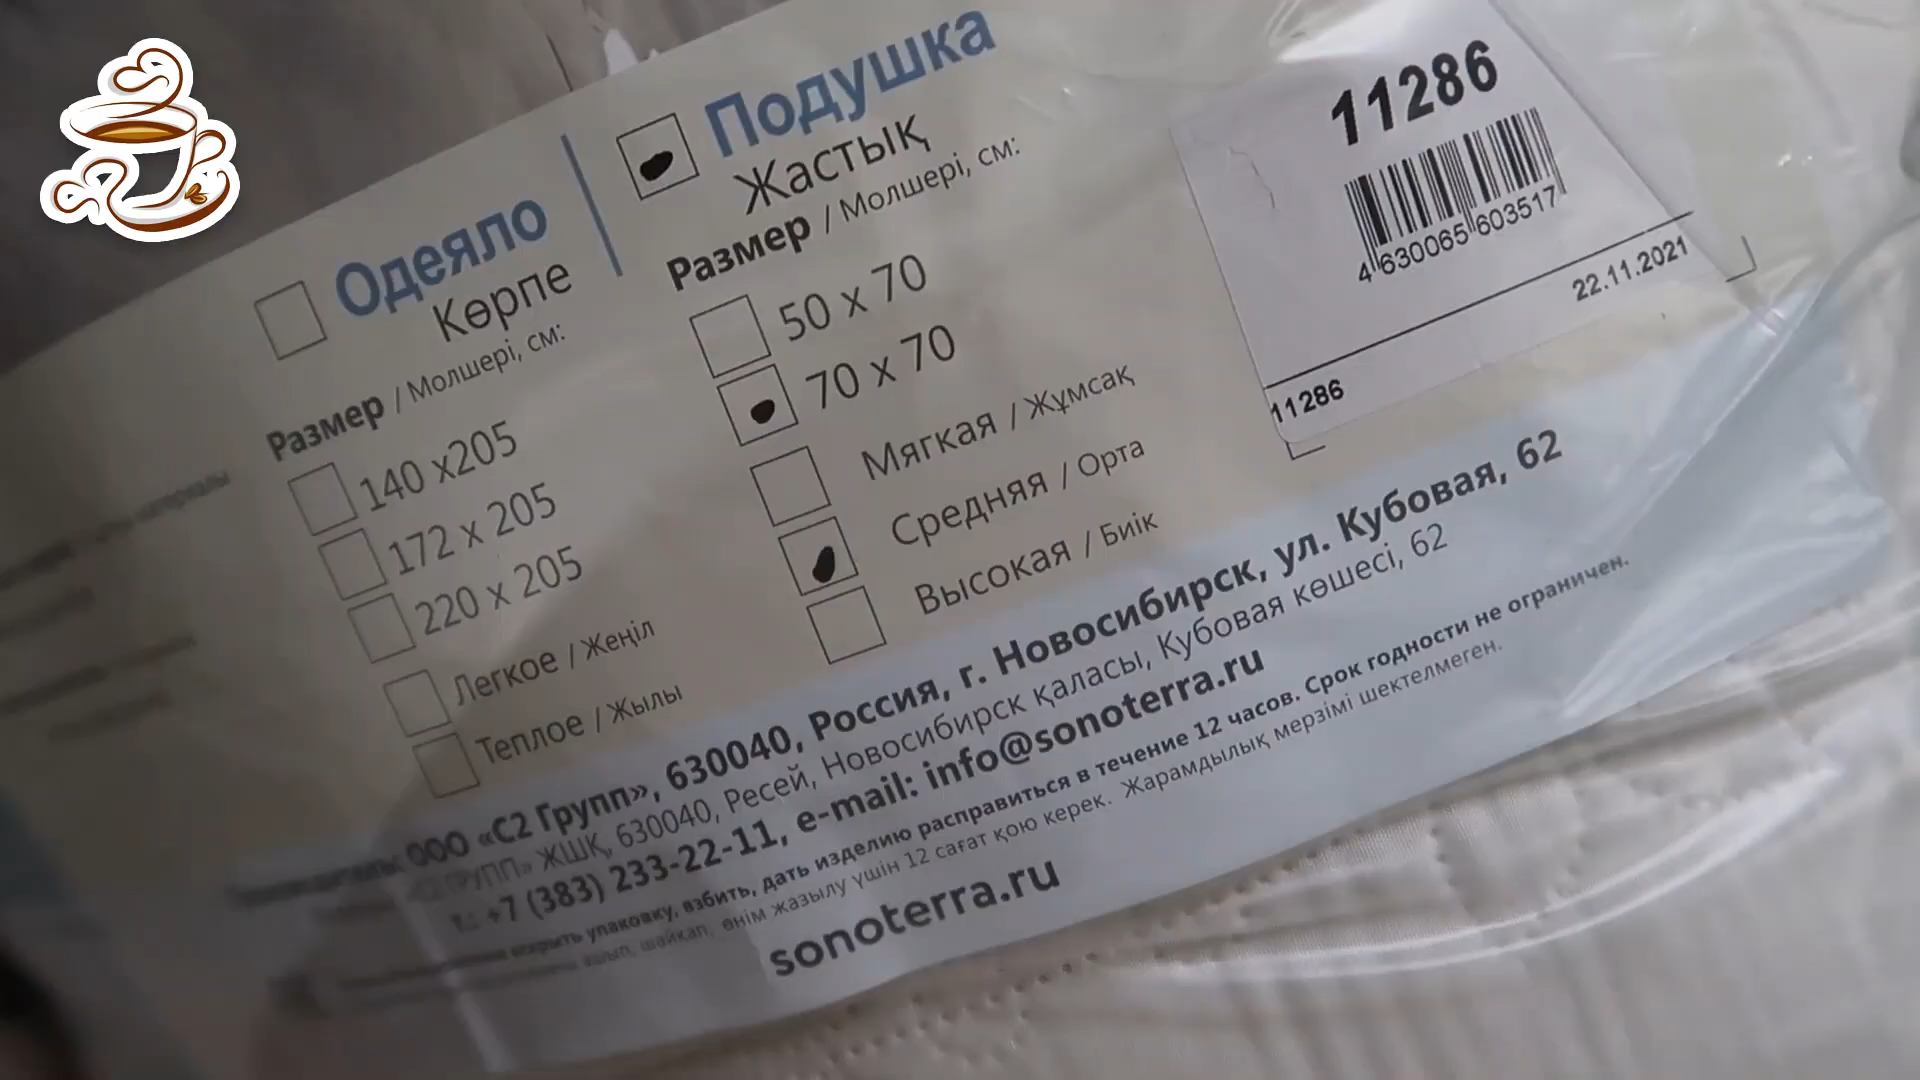 Одеяло
Көрпе
Размер / Молшері, см:
140 x205
172 x 205
220 x 205
Легкое / Жеңіл
Теплое / Жылы
Подушка
Жастық
Размер / Молшері, см:
50 x 70
70 x 70
Мягкая / Жұмсақ
Средняя / Орта
Высокая / Биік
11286
4 630065 603517
22.11.2021
11286
ООО «С2 Групп», 630040, Россия, г. Новосибирск, ул. Кубовая, 62
ГРУПП» ЖШҚ, 630040, Ресей, Новосибирск қаласы, Кубовая көшесі, 62
+7 (383) 233-22-11, e-mail: info@sonoterra.ru
вскрыть упаковку, взбить, дать изделию расправиться в течение 12 часов. Срок годности не ограничен.
өнім жазылу үшін 12 сағат қою керек. Жарамдылық мерзімі шектелмеген.
sonoterra.ru